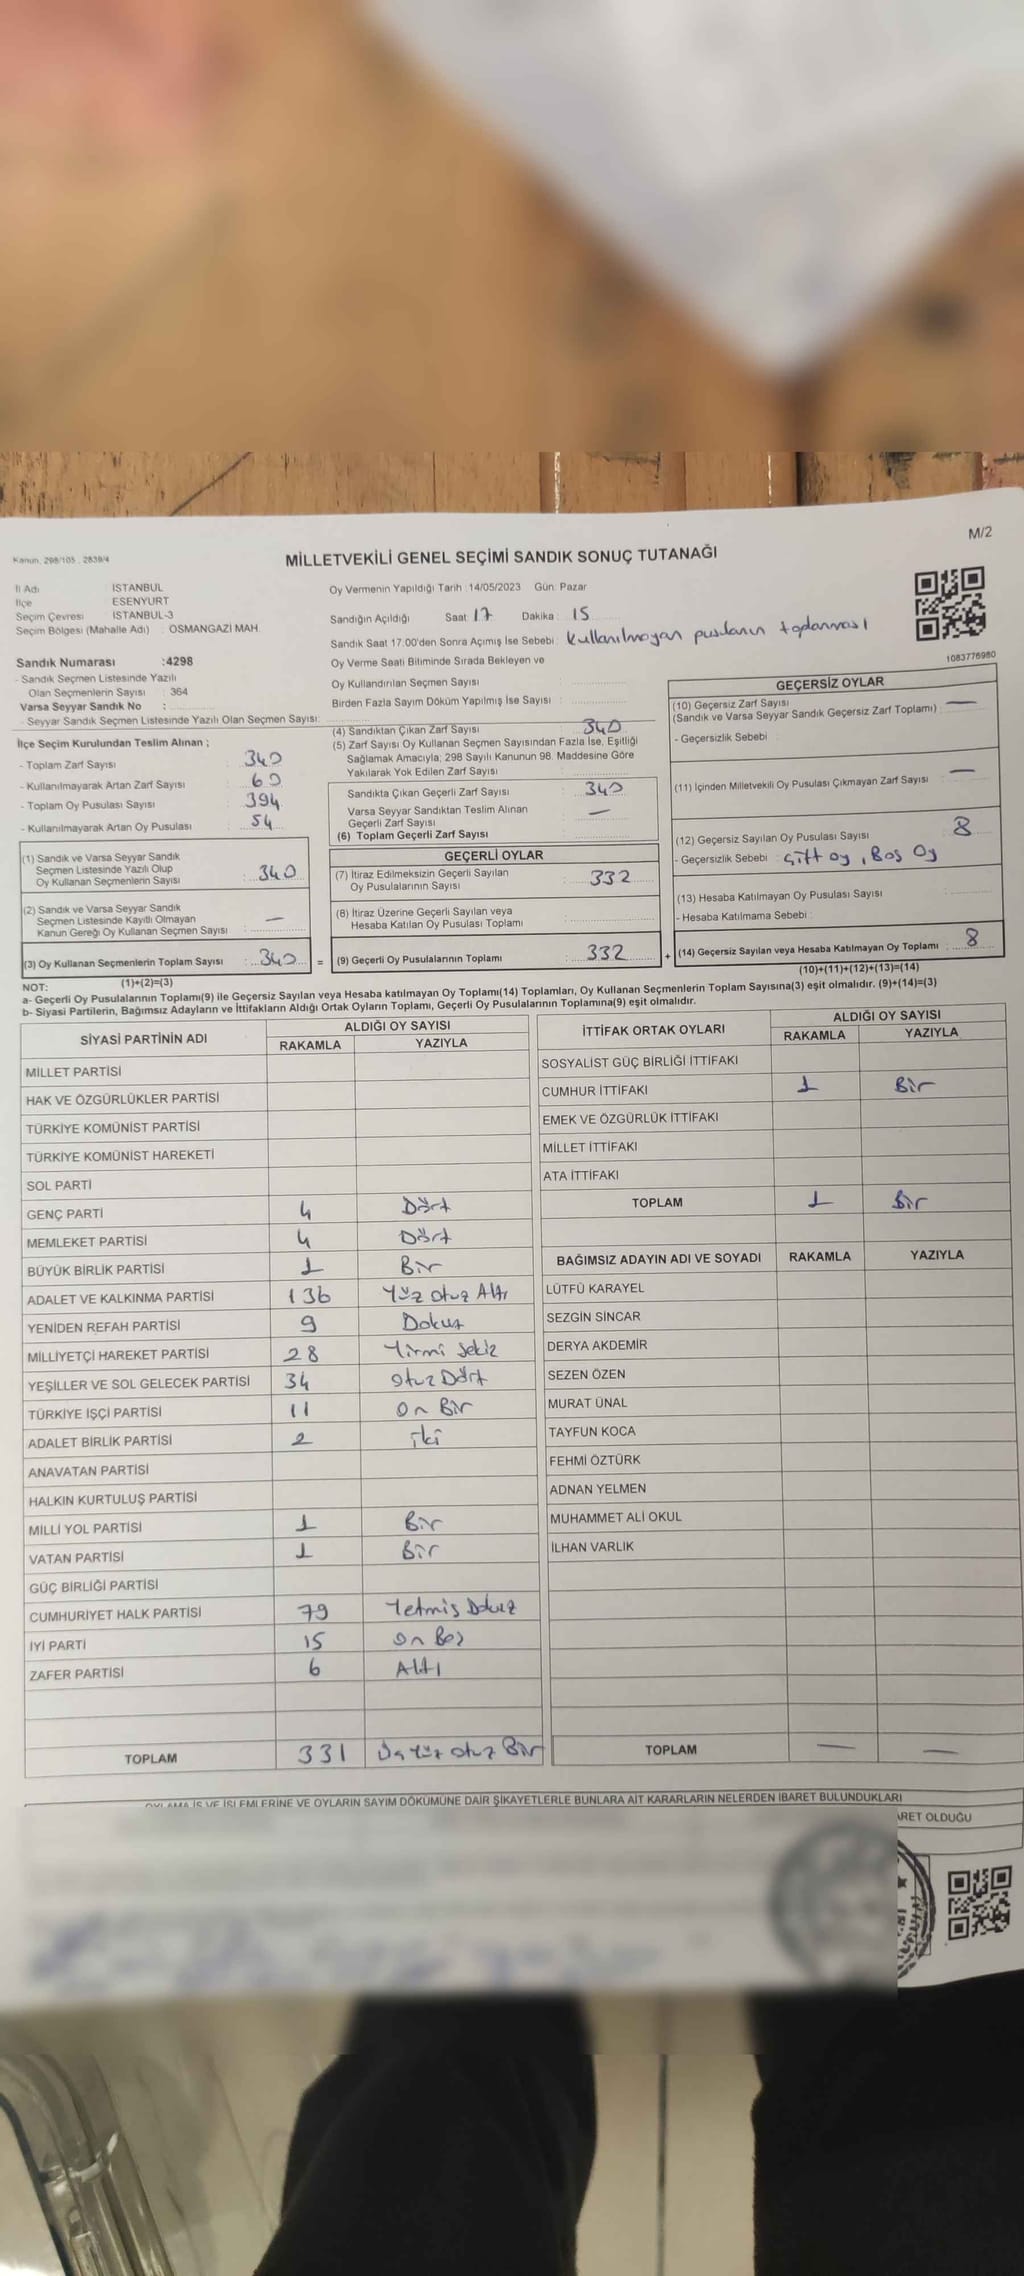 M/2
Kanun. 298/105 . 2839/4
MİLLETVEKİLİ GENEL SEÇİMİ SANDIK SONUÇ TUTANAĞI
İl Adı : İSTANBUL
İlçe : ESENYURT
Seçim Çevresi : İSTANBUL-3
Seçim Bölgesi (Mahalle Adı) : OSMANGAZİ MAH.
Oy Vermenin Yapıldığı Tarih :14/05/2023 Gün: Pazar
Sandığın Açıldığı Saat 17 Dakika : 15
Sandık Saat 17:00'den Sonra Açımış İse Sebebi: Kullanılmayan pusulanın toplanması
1083776980
Sandık Numarası :4298
- Sandık Seçmen Listesinde Yazılı
Olan Seçmenlerin Sayısı : 364
Varsa Seyyar Sandık No :
- Seyyar Sandık Seçmen Listesinde Yazılı Olan Seçmen Sayısı:
Oy Verme Saati Bitiminde Sırada Bekleyen ve
Oy Kullandırılan Seçmen Sayısı :
Birden Fazla Sayım Döküm Yapılmış İse Sayısı :
İlçe Seçim Kurulundan Teslim Alınan ;
- Toplam Zarf Sayısı : 340
- Kullanılmayarak Artan Zarf Sayısı : 60
- Toplam Oy Pusulası Sayısı : 394
- Kullanılmayarak Artan Oy Pusulası : 54
(4) Sandıktan Çıkan Zarf Sayısı : 340
(5) Zarf Sayısı Oy Kullanan Seçmen Sayısından Fazla İse, Eşitliği
Sağlamak Amacıyla; 298 Sayılı Kanunun 98. Maddesine Göre
Yakılarak Yok Edilen Zarf Sayısı :
Sandıkta Çıkan Geçerli Zarf Sayısı : 340
Varsa Seyyar Sandıktan Teslim Alınan
Geçerli Zarf Sayısı : —
(6) Toplam Geçerli Zarf Sayısı :
(1) Sandık ve Varsa Seyyar Sandık
Seçmen Listesinde Yazılı Olup
Oy Kullanan Seçmenlerin Sayısı : 340
(2) Sandık ve Varsa Seyyar Sandık
Seçmen Listesinde Kayıtlı Olmayan
Kanun Gereği Oy Kullanan Seçmen Sayısı : —
(3) Oy Kullanan Seçmenlerin Toplam Sayısı : 340 =
(1)+(2)=(3)
GEÇERLİ OYLAR
(7) İtiraz Edilmeksizin Geçerli Sayılan
Oy Pusulalarının Sayısı : 332
(8) İtiraz Üzerine Geçerli Sayılan veya
Hesaba Katılan Oy Pusulası Toplamı :
(9) Geçerli Oy Pusulalarının Toplamı : 332 +
GEÇERSİZ OYLAR
(10) Geçersiz Zarf Sayısı
(Sandık ve Varsa Seyyar Sandık Geçersiz Zarf Toplamı) : —
- Geçersizlik Sebebi :
(11) İçinden Milletvekili Oy Pusulası Çıkmayan Zarf Sayısı : —
(12) Geçersiz Sayılan Oy Pusulası Sayısı : 8
- Geçersizlik Sebebi : Çift oy, Boş Oy
(13) Hesaba Katılmayan Oy Pusulası Sayısı :
- Hesaba Katılmama Sebebi :
(14) Geçersiz Sayılan veya Hesaba Katılmayan Oy Toplamı : 8
(10)+(11)+(12)+(13)=(14)
NOT:
a- Geçerli Oy Pusulalarının Toplamı(9) ile Geçersiz Sayılan veya Hesaba katılmayan Oy Toplamı(14) Toplamları, Oy Kullanan Seçmenlerin Toplam Sayısına(3) eşit olmalıdır. (9)+(14)=(3)
b- Siyasi Partilerin, Bağımsız Adayların ve İttifakların Aldığı Ortak Oyların Toplamı, Geçerli Oy Pusulalarının Toplamına(9) eşit olmalıdır.
SİYASİ PARTİNİN ADI ALDIĞI OY SAYISI
RAKAMLA YAZIYLA
MİLLET PARTİSİ
HAK VE ÖZGÜRLÜKLER PARTİSİ
TÜRKİYE KOMÜNİST PARTİSİ
TÜRKİYE KOMÜNİST HAREKETİ
SOL PARTİ
GENÇ PARTİ 4 Dört
MEMLEKET PARTİSİ 4 Dört
BÜYÜK BİRLİK PARTİSİ 1 Bir
ADALET VE KALKINMA PARTİSİ 136 Yüz otuz Altı
YENİDEN REFAH PARTİSİ 9 Dokuz
MİLLİYETÇİ HAREKET PARTİSİ 28 Yirmi Sekiz
YEŞİLLER VE SOL GELECEK PARTİSİ 34 Otuz Dört
TÜRKİYE İŞÇİ PARTİSİ 11 On Bir
ADALET BİRLİK PARTİSİ 2 iki
ANAVATAN PARTİSİ
HALKIN KURTULUŞ PARTİSİ
MİLLİ YOL PARTİSİ 1 Bir
VATAN PARTİSİ 1 Bir
GÜÇ BİRLİĞİ PARTİSİ
CUMHURİYET HALK PARTİSİ 79 Yetmiş Dokuz
İYİ PARTİ 15 On Beş
ZAFER PARTİSİ 6 Altı
TOPLAM 331 Üç Yüz otuz Bir
İTTİFAK ORTAK OYLARI ALDIĞI OY SAYISI
RAKAMLA YAZIYLA
SOSYALİST GÜÇ BİRLİĞİ İTTİFAKI
CUMHUR İTTİFAKI 1 Bir
EMEK VE ÖZGÜRLÜK İTTİFAKI
MİLLET İTTİFAKI
ATA İTTİFAKI
TOPLAM 1 Bir
BAĞIMSIZ ADAYIN ADI VE SOYADI RAKAMLA YAZIYLA
LÜTFÜ KARAYEL
SEZGİN SİNCAR
DERYA AKDEMİR
SEZEN ÖZEN
MURAT ÜNAL
TAYFUN KOCA
FEHMİ ÖZTÜRK
ADNAN YELMEN
MUHAMMET ALİ OKUL
İLHAN VARLIK
TOPLAM — —
OYLAMA İŞ VE İŞLEMLERİNE VE OYLARIN SAYIM DÖKÜMÜNE DAİR ŞİKAYETLERLE BUNLARA AİT KARARLARIN NELERDEN İBARET BULUNDUKLARI
ARET OLDUĞU